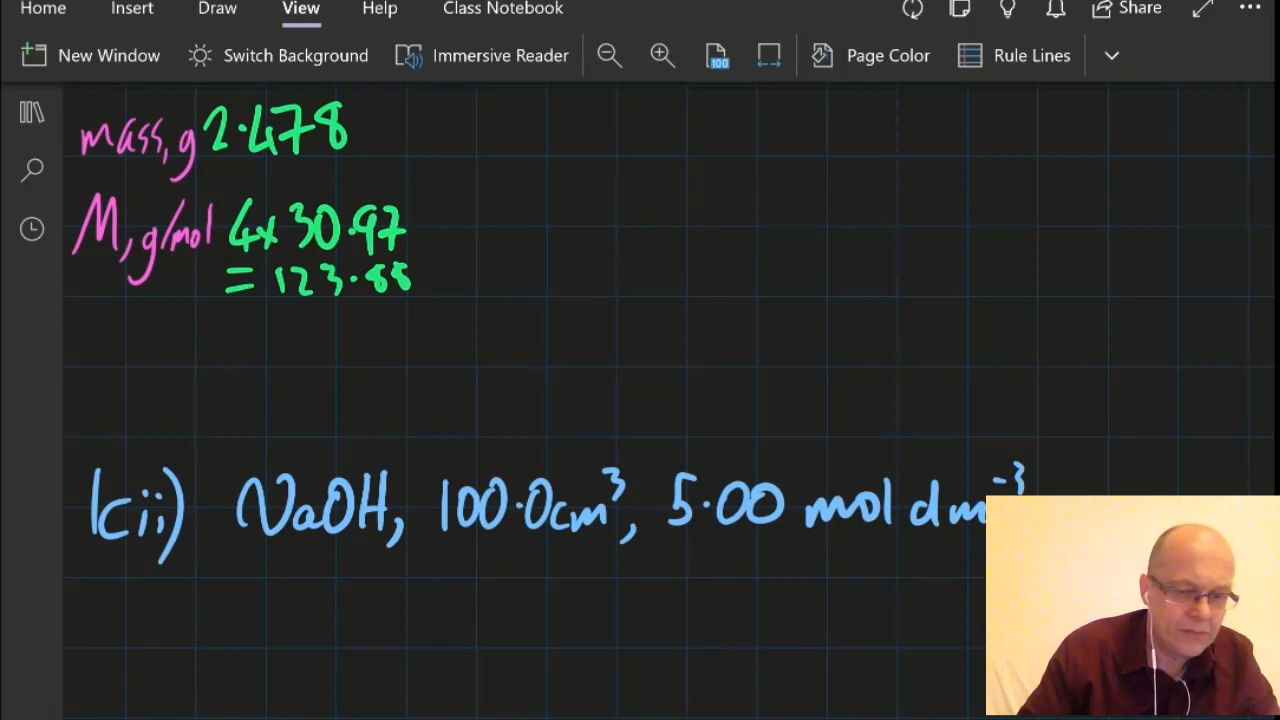 Home Insert Draw View Help Class Notebook Share
New Window Switch Background Immersive Reader 100 Page Color Rule Lines
mass, g 2.478
M, g/mol 4x 30.97
= 123.88
(cii) NaOH, 100.0cm³, 5.00 mol dm⁻³